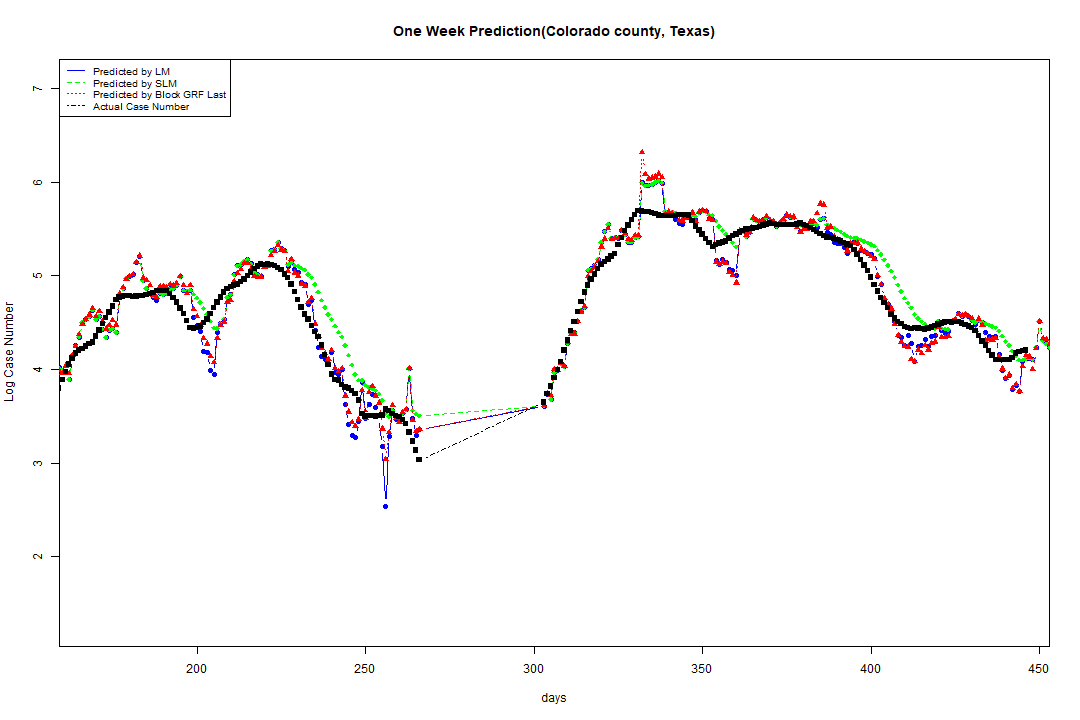 One Week Prediction(Colorado county, Texas)
Predicted by LM
Predicted by SLM
Predicted by Block GRF Last
Actual Case Number
7
6
5
4
3
2
Log Case Number
200 250 300 350 400 450
days